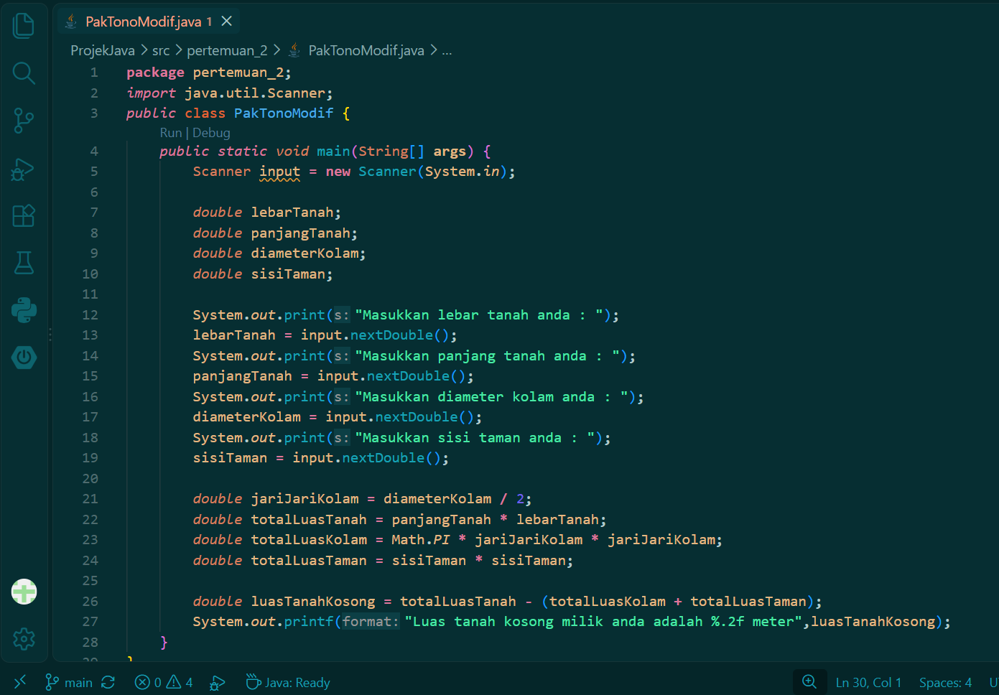 PakTonoModif.java 1
ProjekJava > src > pertemuan_2 > PakTonoModif.java > ...
1 package pertemuan_2;
2 import java.util.Scanner;
3 public class PakTonoModif {
Run | Debug
4 public static void main(String[] args) {
5 Scanner input = new Scanner(System.in);
6
7 double lebarTanah;
8 double panjangTanah;
9 double diameterKolam;
10 double sisiTaman;
11
12 System.out.print(s: "Masukkan lebar tanah anda : ");
13 lebarTanah = input.nextDouble();
14 System.out.print(s: "Masukkan panjang tanah anda : ");
15 panjangTanah = input.nextDouble();
16 System.out.print(s: "Masukkan diameter kolam anda : ");
17 diameterKolam = input.nextDouble();
18 System.out.print(s: "Masukkan sisi taman anda : ");
19 sisiTaman = input.nextDouble();
20
21 double jariJariKolam = diameterKolam / 2;
22 double totalLuasTanah = panjangTanah * lebarTanah;
23 double totalLuasKolam = Math.PI * jariJariKolam * jariJariKolam;
24 double totalLuasTaman = sisiTaman * sisiTaman;
25
26 double luasTanahKosong = totalLuasTanah - (totalLuasKolam + totalLuasTaman);
27 System.out.printf(format: "Luas tanah kosong milik anda adalah %.2f meter",luasTanahKosong);
28 }
29 }
main 0 4 Java: Ready Ln 30, Col 1 Spaces: 4